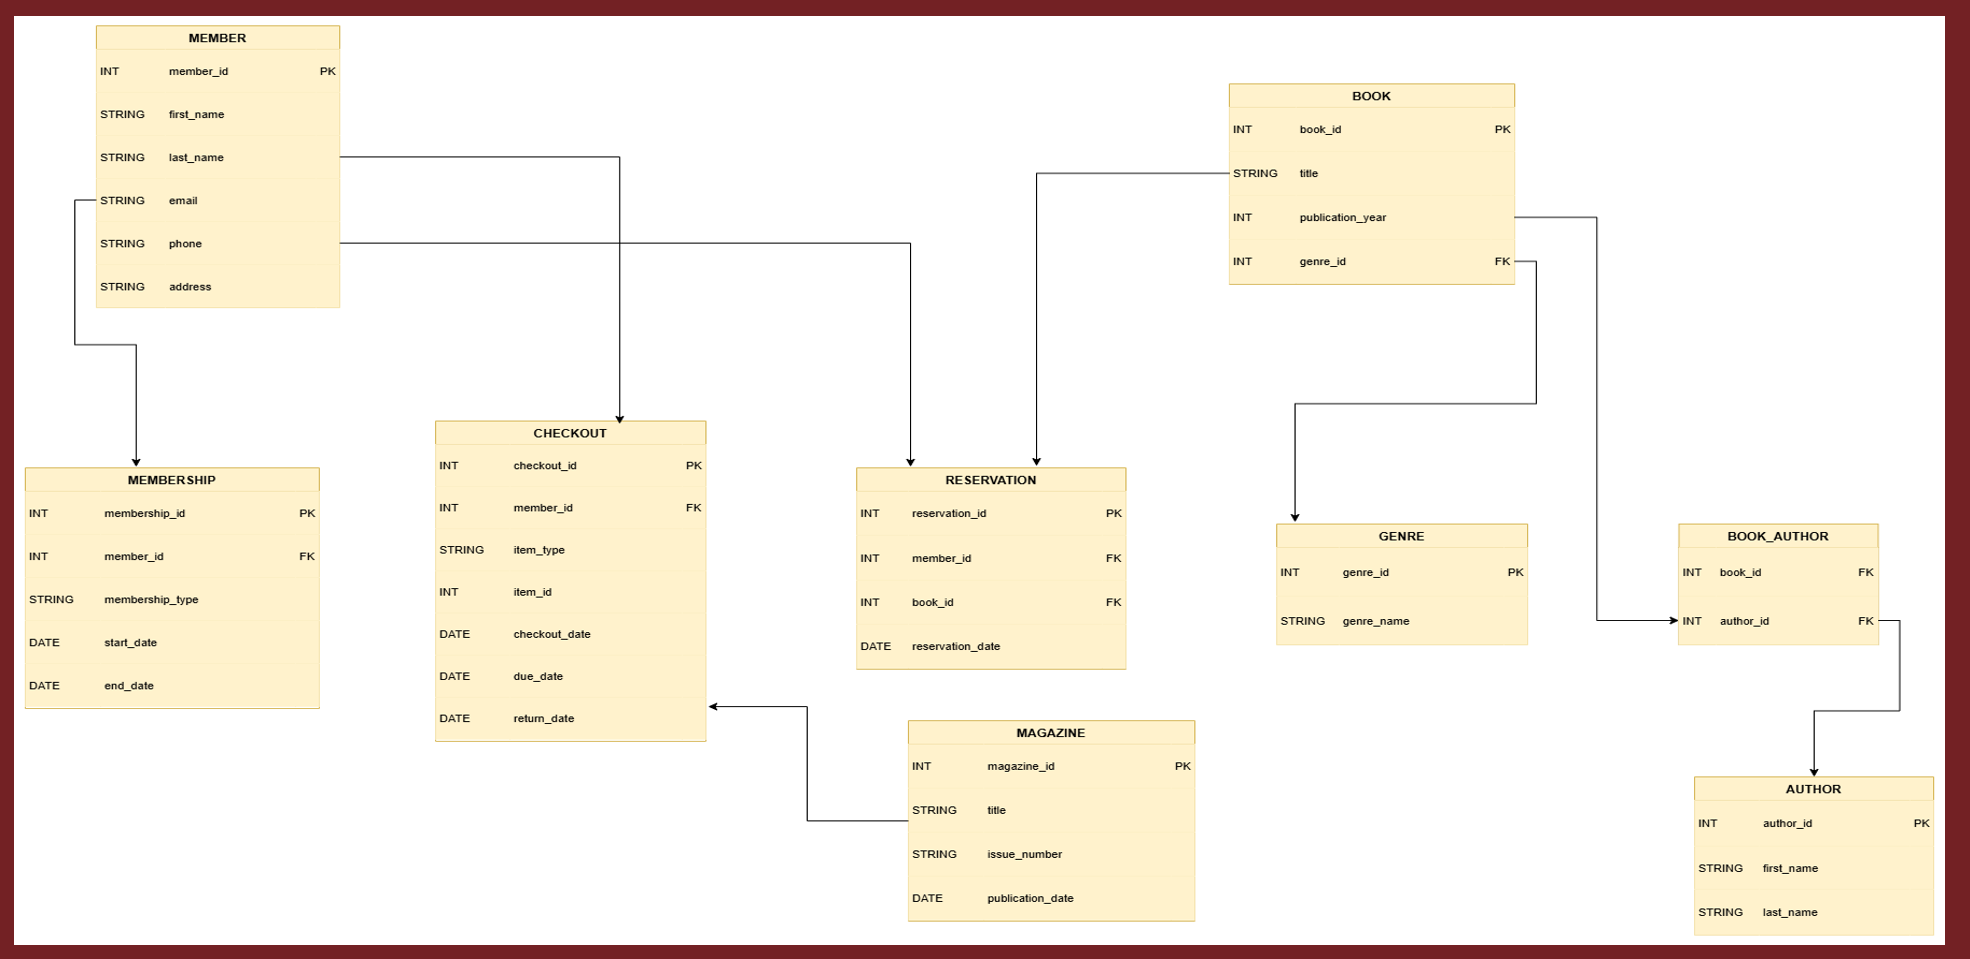 MEMBER
INT member_id PK
STRING first_name
STRING last_name
STRING email
STRING phone
STRING address
BOOK
INT book_id PK
STRING title
INT publication_year
INT genre_id FK
MEMBERSHIP
INT membership_id PK
INT member_id FK
STRING membership_type
DATE start_date
DATE end_date
CHECKOUT
INT checkout_id PK
INT member_id FK
STRING item_type
INT item_id
DATE checkout_date
DATE due_date
DATE return_date
RESERVATION
INT reservation_id PK
INT member_id FK
INT book_id FK
DATE reservation_date
GENRE
INT genre_id PK
STRING genre_name
BOOK_AUTHOR
INT book_id FK
INT author_id FK
MAGAZINE
INT magazine_id PK
STRING title
STRING issue_number
DATE publication_date
AUTHOR
INT author_id PK
STRING first_name
STRING last_name